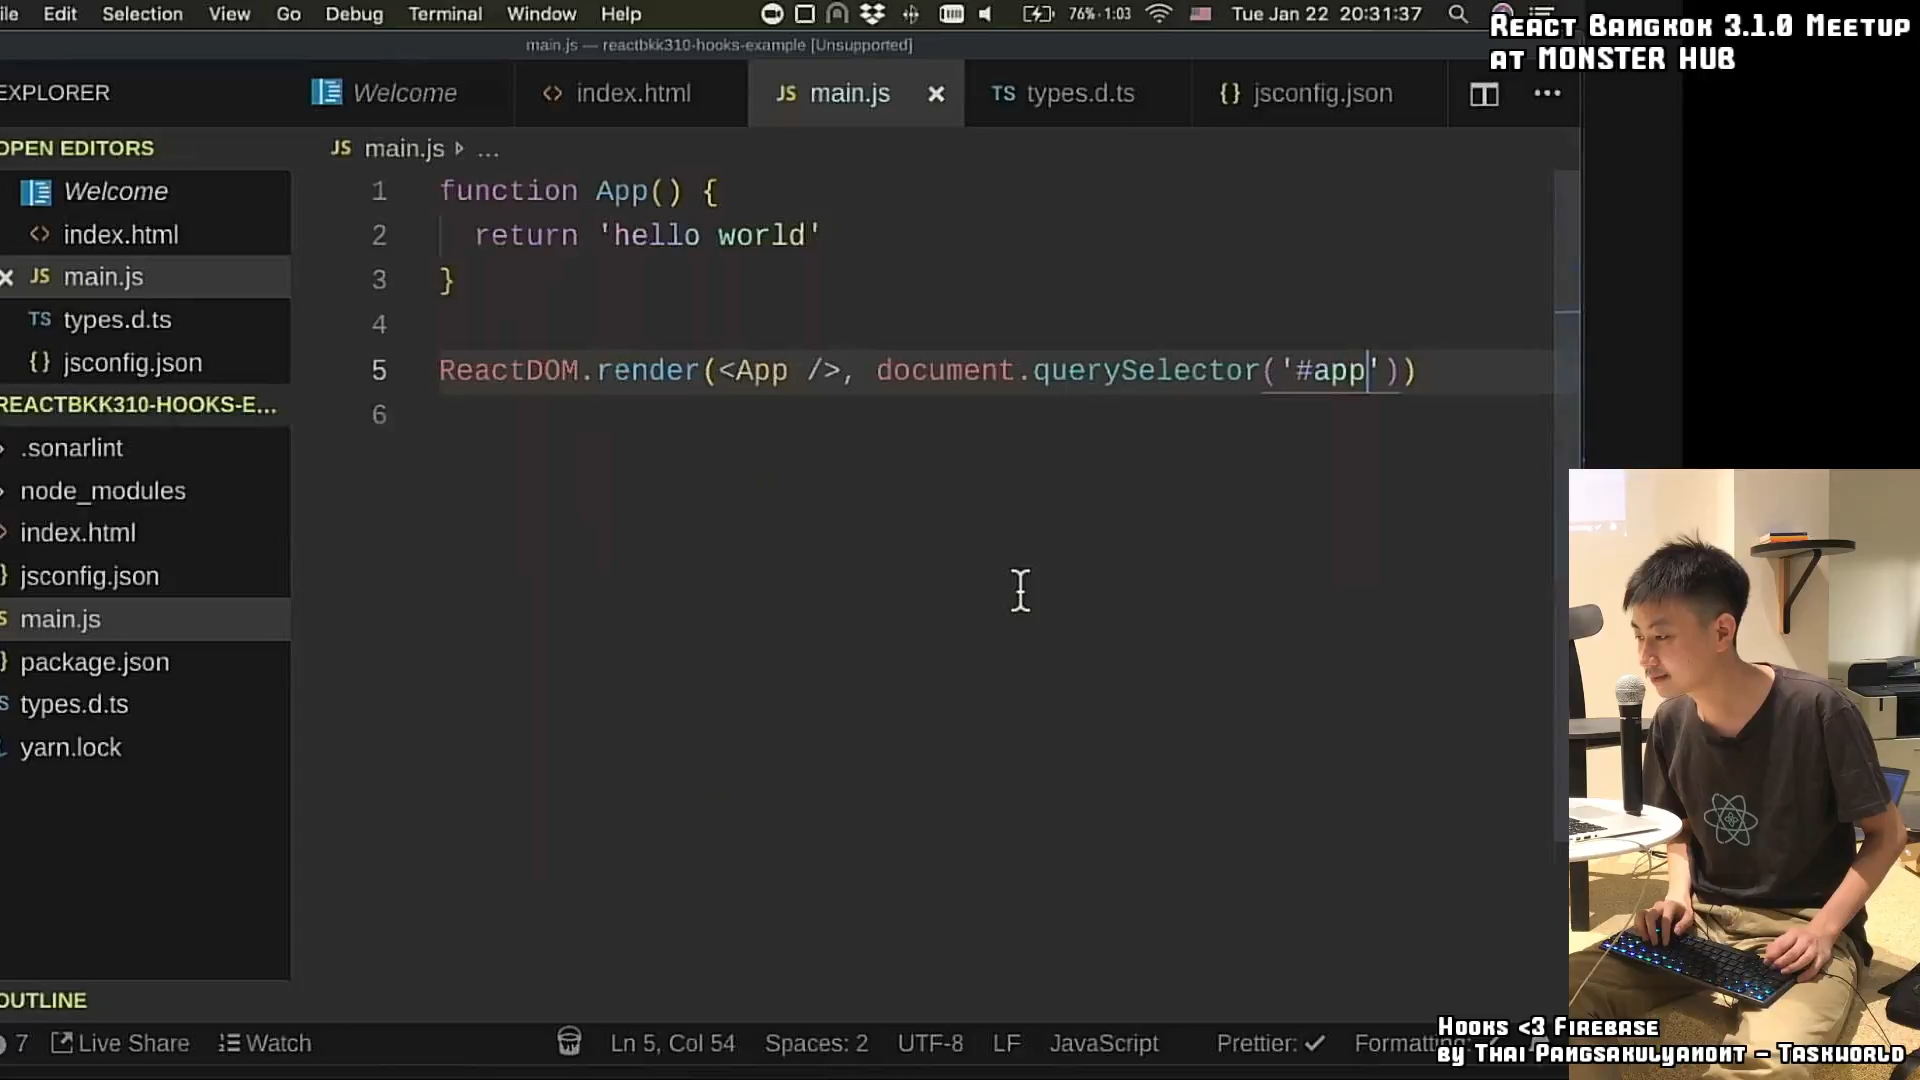 Edit Selection View Go Debug Terminal Window Help 76% 1:03 Tue Jan 22 20:31:37
React Bangkok 3.1.0 Meetup
at MONSTER HUB
main.js — reactbkk310-hooks-example [Unsupported]
EXPLORER
Welcome <> index.html JS main.js × TS types.d.ts {} jsconfig.json ...
OPEN EDITORS
Welcome
<> index.html
× JS main.js
TS types.d.ts
{} jsconfig.json
REACTBKK310-HOOKS-E...
.sonarlint
node_modules
index.html
jsconfig.json
main.js
package.json
types.d.ts
yarn.lock
OUTLINE
JS main.js ...
1 function App() {
2 return 'hello world'
3 }
4
5 ReactDOM.render(<App />, document.querySelector('#app'))
6
7 Live Share Watch Ln 5, Col 54 Spaces: 2 UTF-8 LF JavaScript Prettier: ✓
Hooks <3 Firebase
by Thai Pangsakulyanont - Taskworld